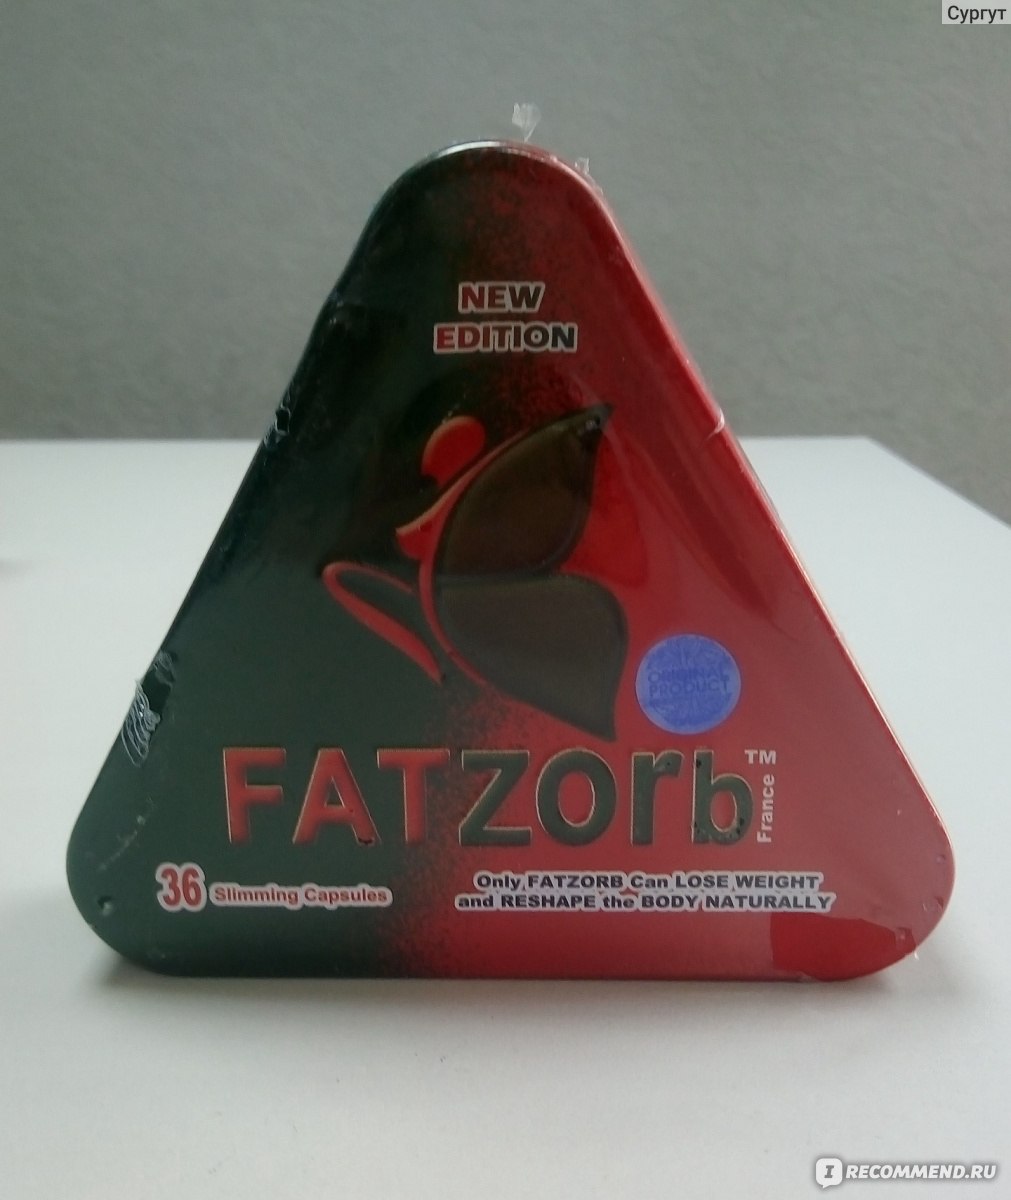 Сургут
NEW
EDITION
ORIGINAL
PRODUCT
FATZOrb™
France
36 Slimming Capsules
Only FATZORB Can LOSE WEIGHT
and RESHAPE the BODY NATURALLY
IRECOMMEND.RU